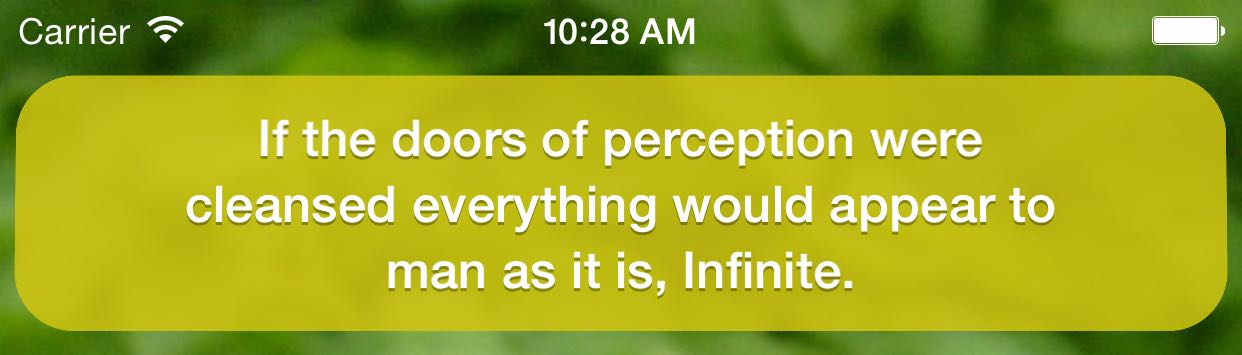 Carrier 10:28 AM
If the doors of perception were
cleansed everything would appear to
man as it is, Infinite.